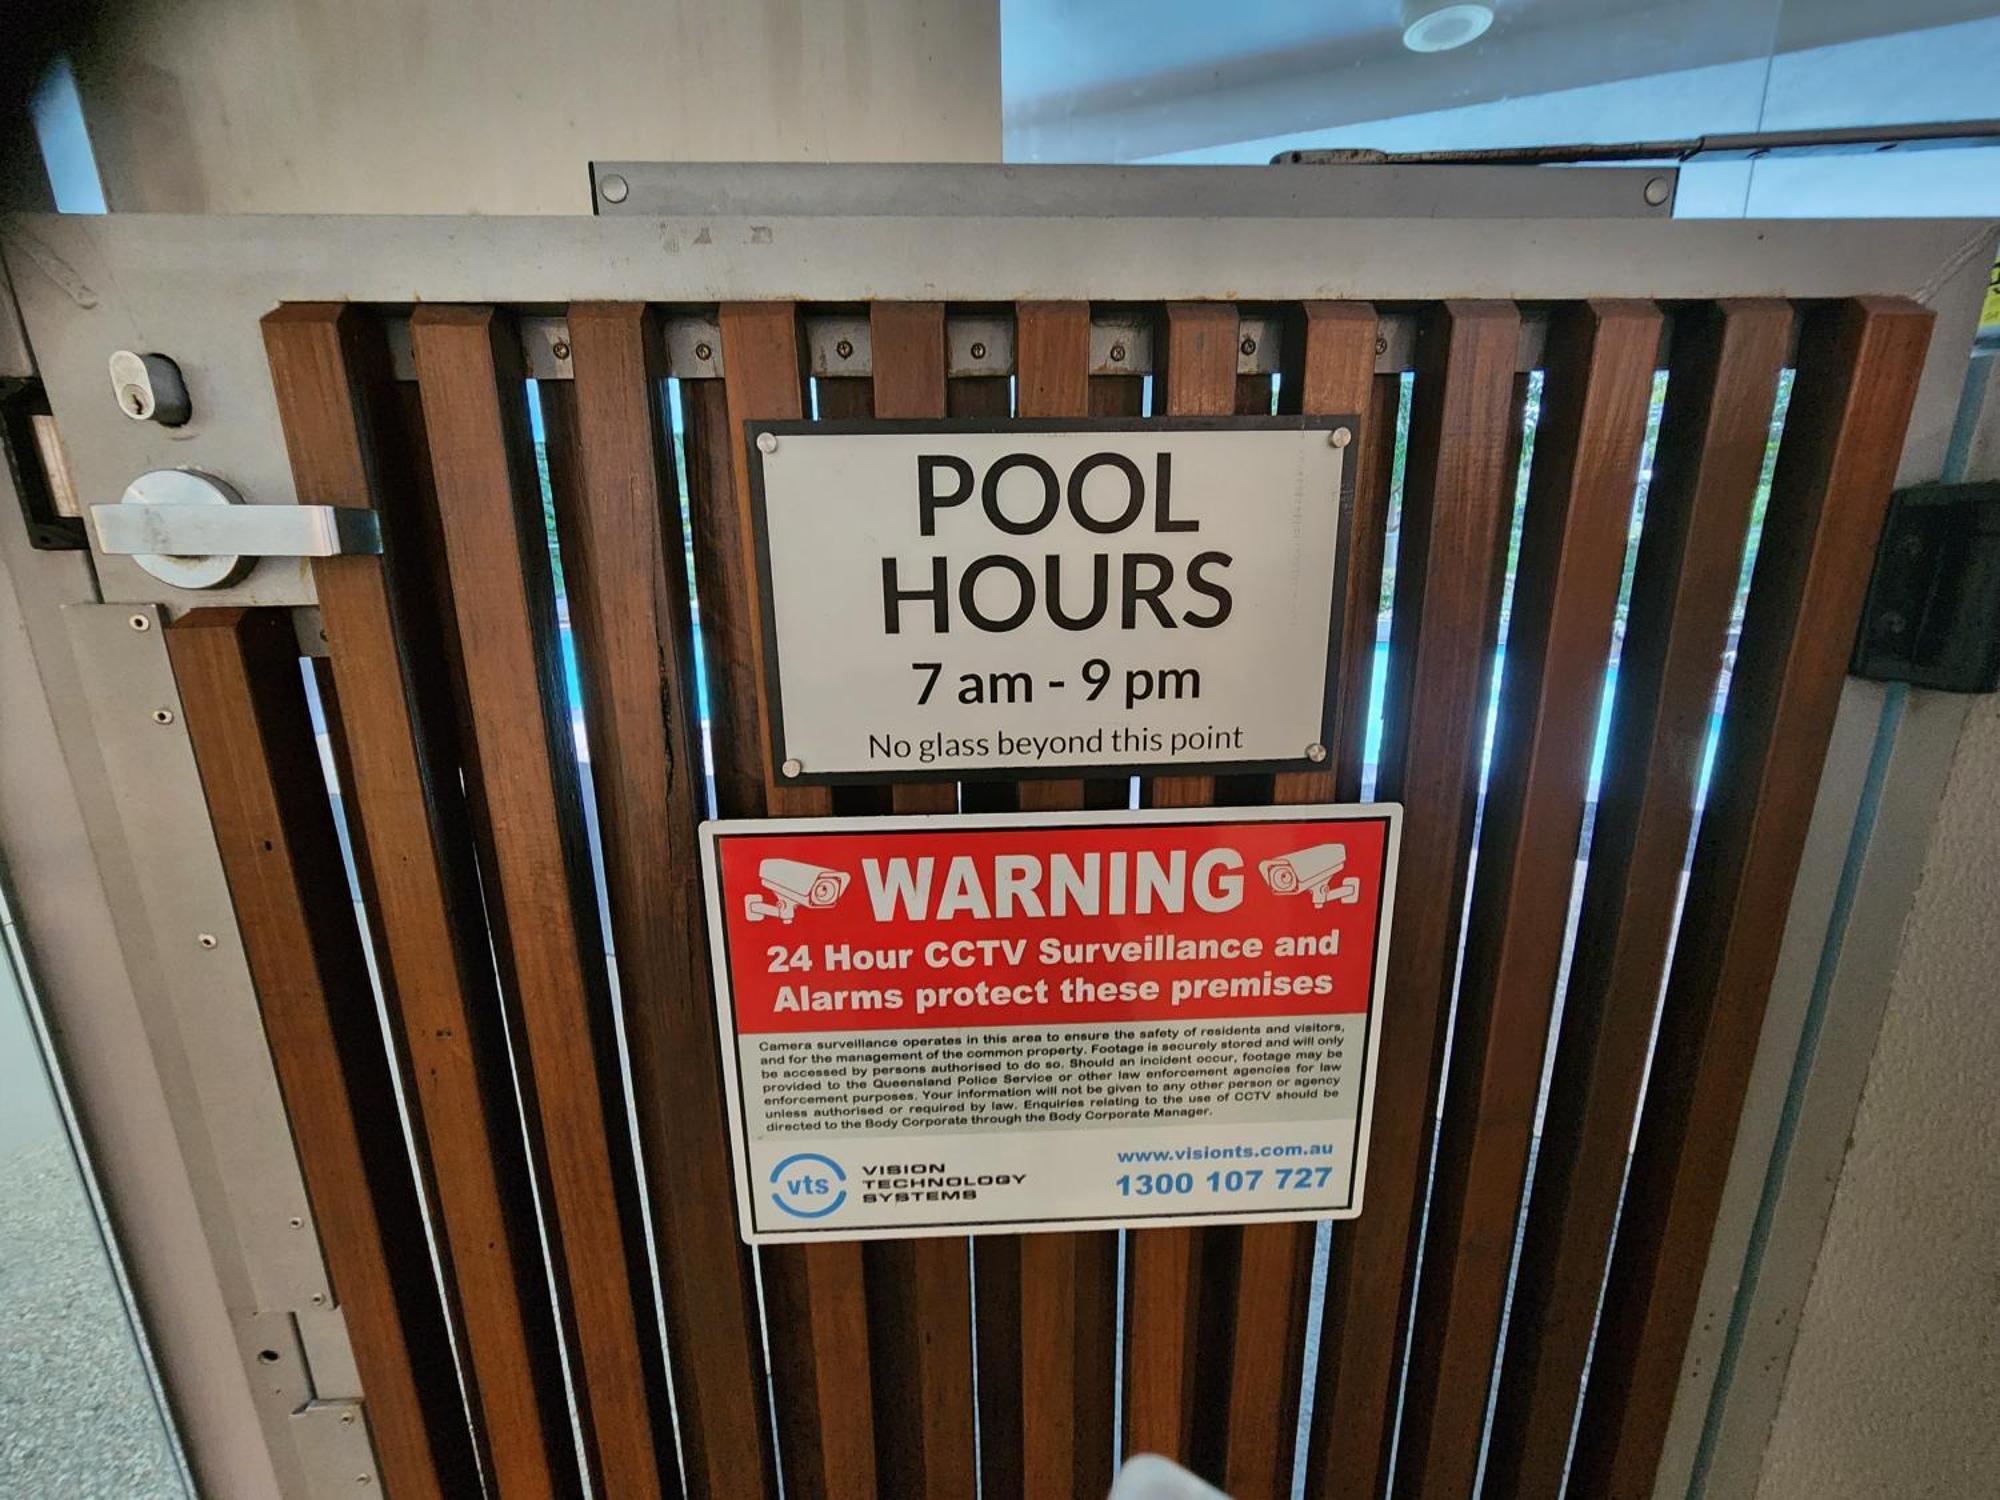 POOL
HOURS
7 am - 9 pm
No glass beyond this point
WARNING
24 Hour CCTV Surveillance and
Alarms protect these premises
Camera surveillance operates in this area to ensure the safety of residents and visitors,
and for the management of the common property. Footage is securely stored and will only
be accessed by persons authorised to do so. Should an incident occur, footage may be
provided to the Queensland Police Service or other law enforcement agencies for law
enforcement purposes. Your information will not be given to any other person or agency
unless authorised or required by law. Enquiries relating to the use of CCTV should be
directed to the Body Corporate through the Body Corporate Manager.
vts
VISION
TECHNOLOGY
SYSTEMS
www.visionts.com.au
1300 107 727